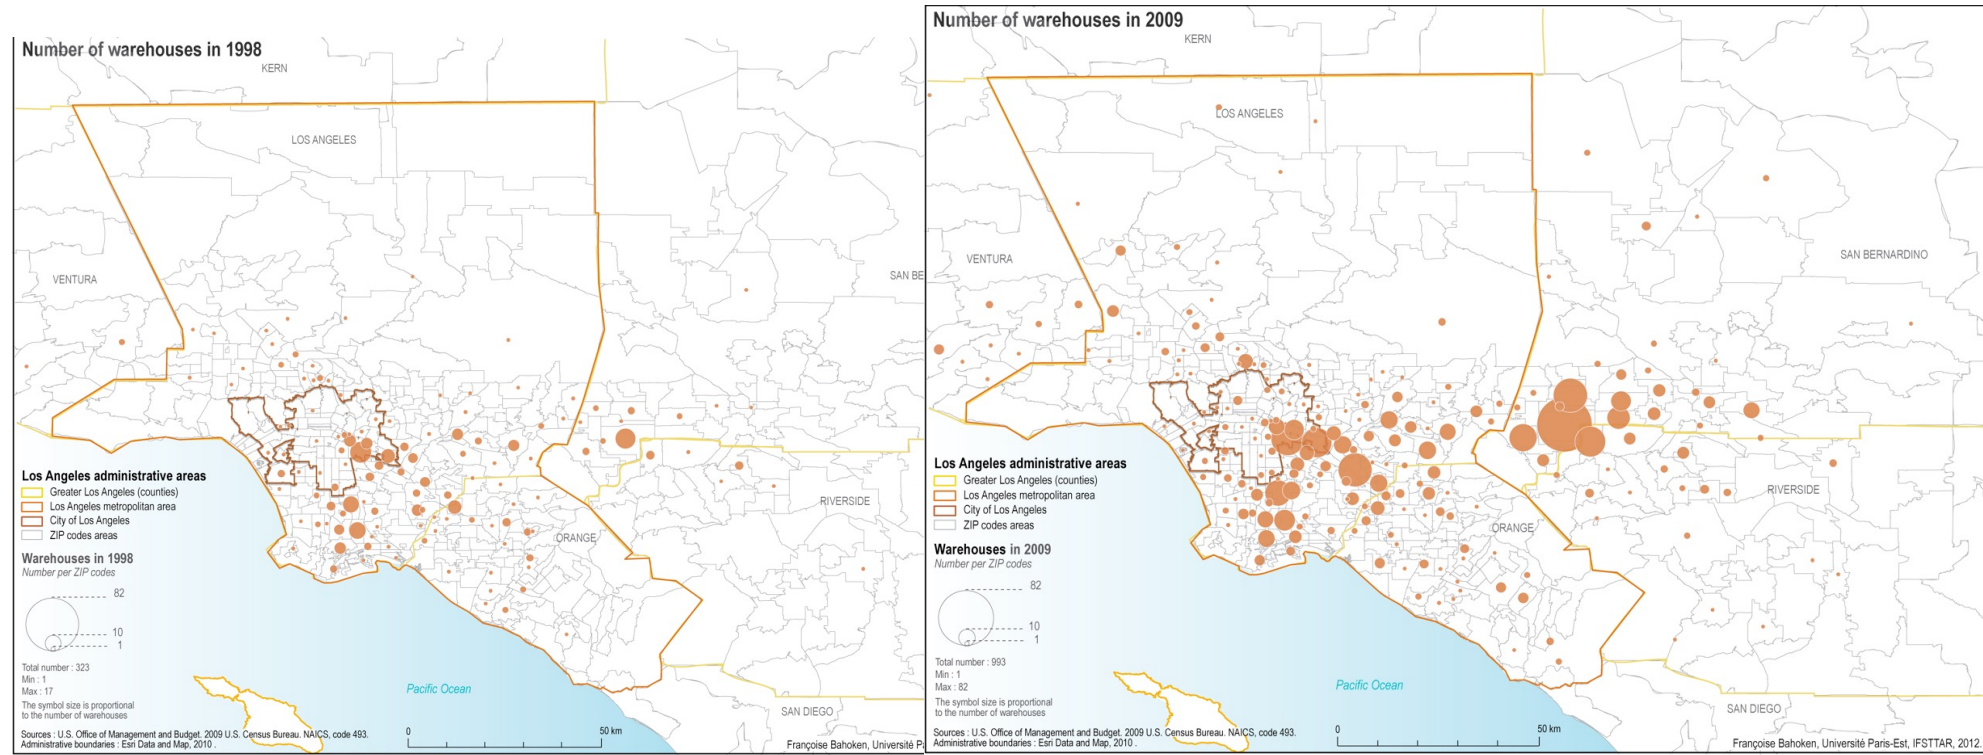 Number of warehouses in 1998
KERN
LOS ANGELES
VENTURA
SAN BE
RIVERSIDE
ORANGE
SAN DIEGO
Pacific Ocean
Los Angeles administrative areas
Greater Los Angeles (counties)
Los Angeles metropolitan area
City of Los Angeles
ZIP codes areas
Warehouses in 1998
Number per ZIP codes
82
10
1
Total number : 323
Min : 1
Max : 17
The symbol size is proportional
to the number of warehouses
0 50 km
Sources : U.S. Office of Management and Budget. 2009 U.S. Census Bureau. NAICS, code 493.
Administrative boundaries : Esri Data and Map, 2010 .
Françoise Bahoken, Université Pa
Number of warehouses in 2009
KERN
LOS ANGELES
VENTURA
SAN BERNARDINO
RIVERSIDE
ORANGE
SAN DIEGO
Pacific Ocean
Los Angeles administrative areas
Greater Los Angeles (counties)
Los Angeles metropolitan area
City of Los Angeles
ZIP codes areas
Warehouses in 2009
Number per ZIP codes
82
10
1
Total number : 993
Min : 1
Max : 82
The symbol size is proportional
to the number of warehouses
0 50 km
Sources : U.S. Office of Management and Budget. 2009 U.S. Census Bureau. NAICS, code 493.
Administrative boundaries : Esri Data and Map, 2010 .
Françoise Bahoken, Université Paris-Est, IFSTTAR, 2012